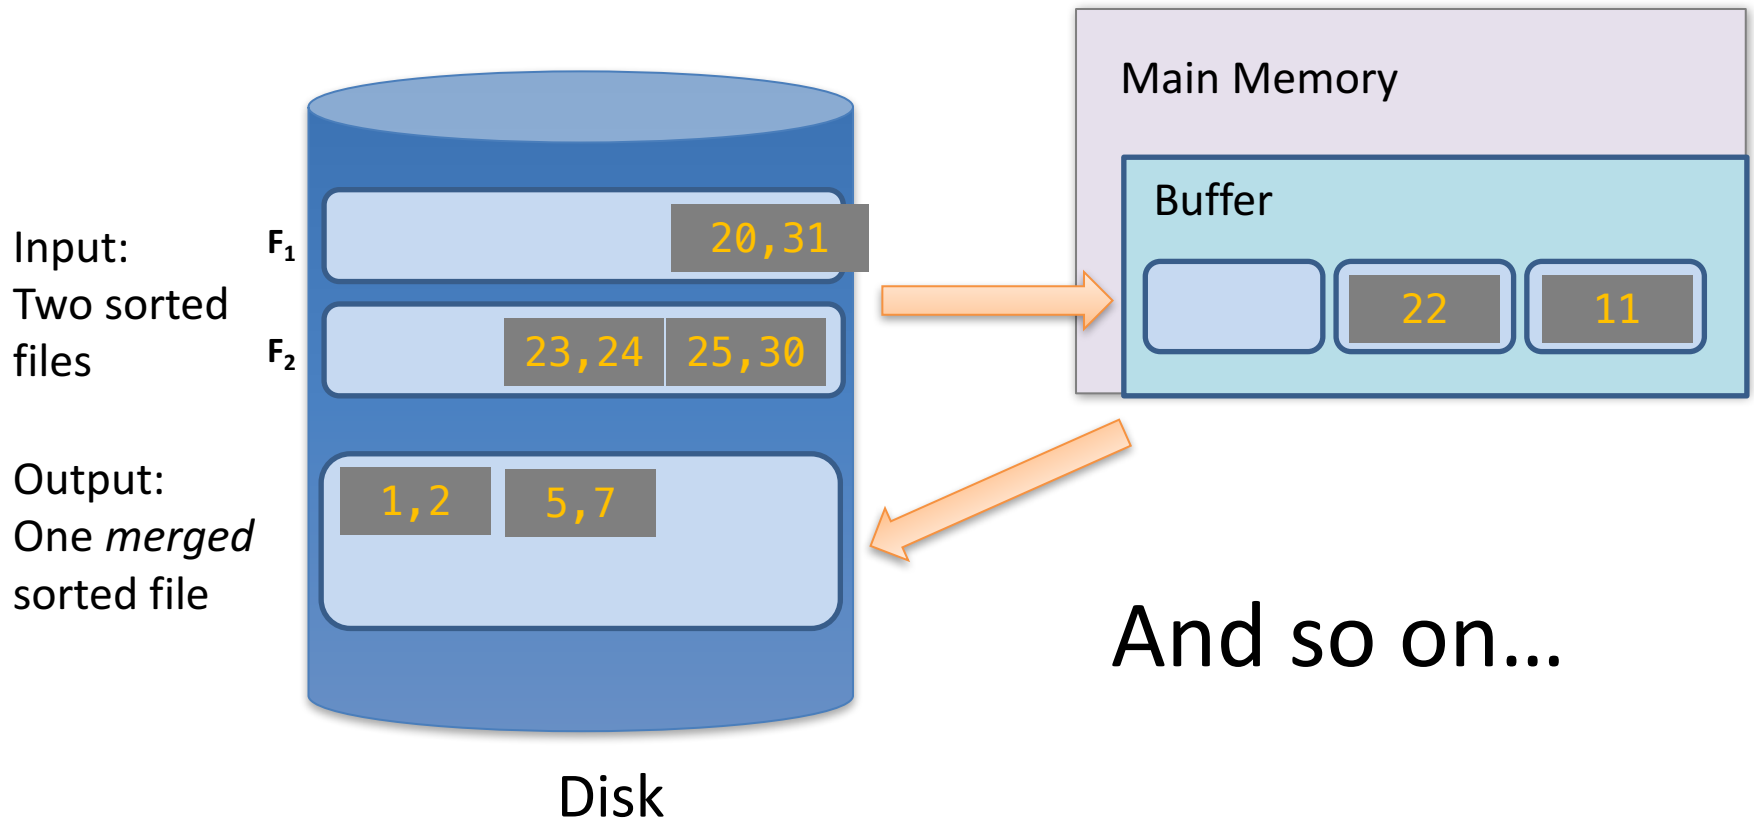 Main Memory
Buffer
22
11
Input:
Two sorted
files
F1
20,31
F2
23,24
25,30
Output:
One merged
sorted file
1,2
5,7
And so on…
Disk